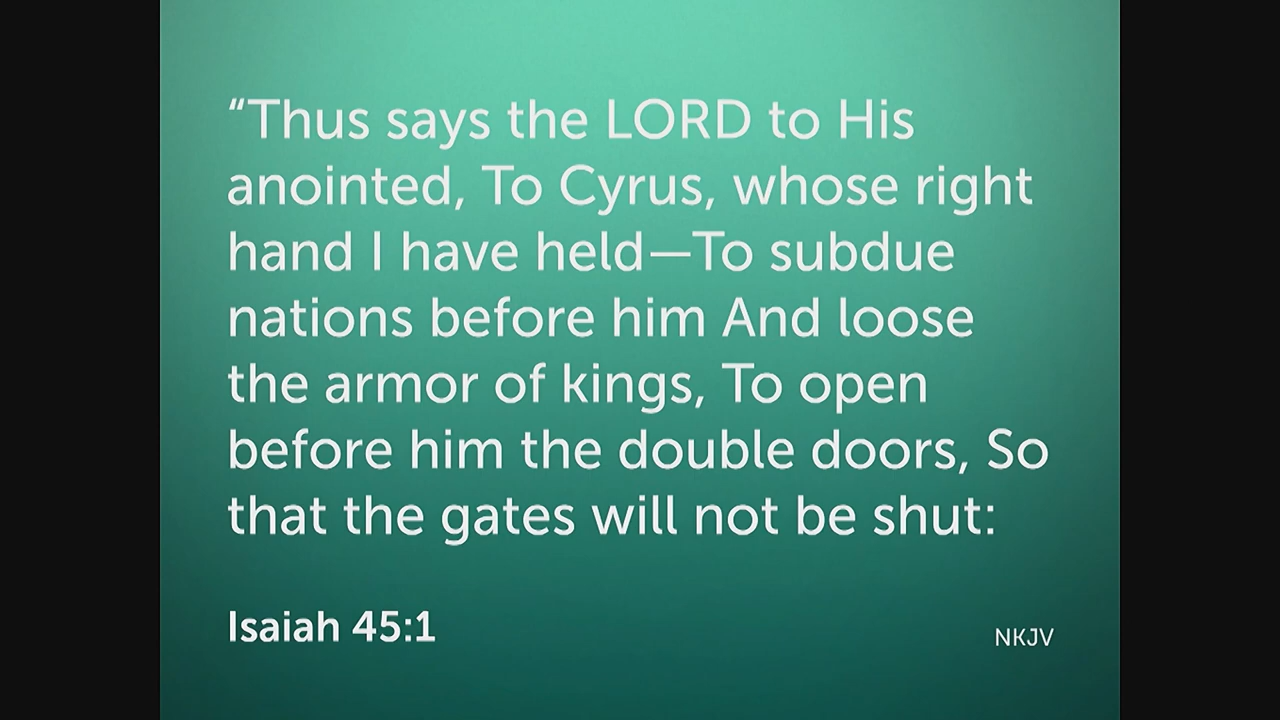 “Thus says the LORD to His
anointed, To Cyrus, whose right
hand I have held—To subdue
nations before him And loose
the armor of kings, To open
before him the double doors, So
that the gates will not be shut:
Isaiah 45:1
NKJV